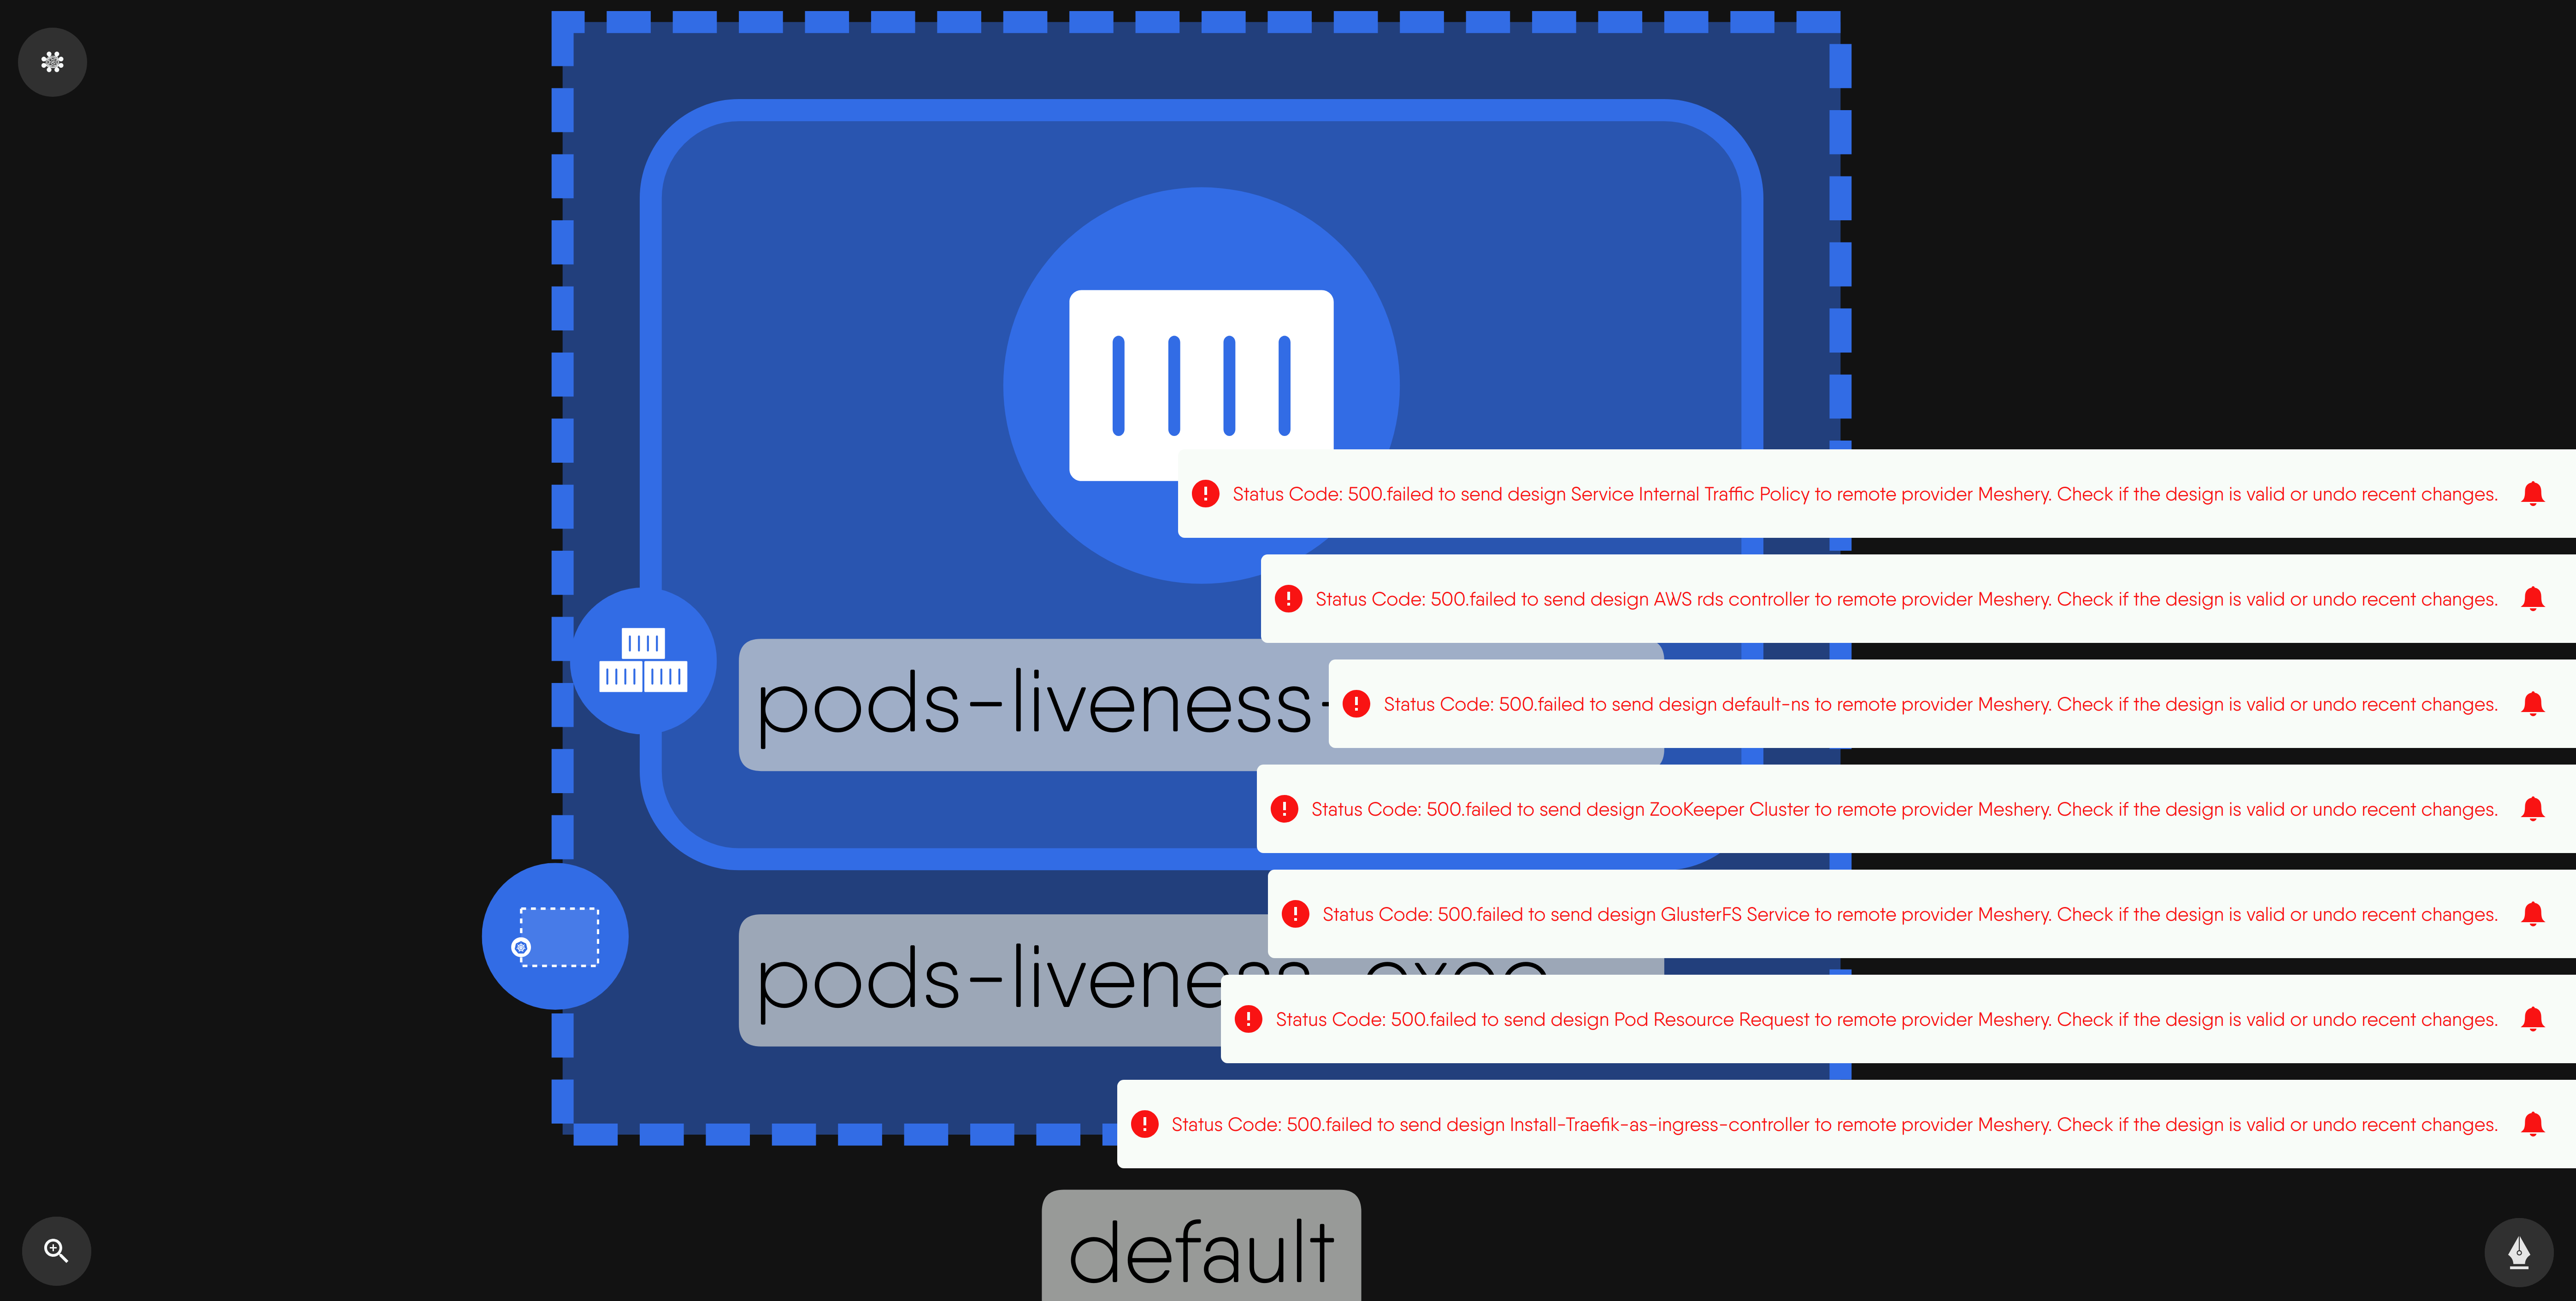 Status Code: 500.failed to send design Service Internal Traffic Policy to remote provider Meshery. Check if the design is valid or undo recent changes.
Status Code: 500.failed to send design AWS rds controller to remote provider Meshery. Check if the design is valid or undo recent changes.
pods-liveness-
Status Code: 500.failed to send design default-ns to remote provider Meshery. Check if the design is valid or undo recent changes.
Status Code: 500.failed to send design ZooKeeper Cluster to remote provider Meshery. Check if the design is valid or undo recent changes.
Status Code: 500.failed to send design GlusterFS Service to remote provider Meshery. Check if the design is valid or undo recent changes.
pods-liveness-exec
Status Code: 500.failed to send design Pod Resource Request to remote provider Meshery. Check if the design is valid or undo recent changes.
Status Code: 500.failed to send design Install-Traefik-as-ingress-controller to remote provider Meshery. Check if the design is valid or undo recent changes.
default